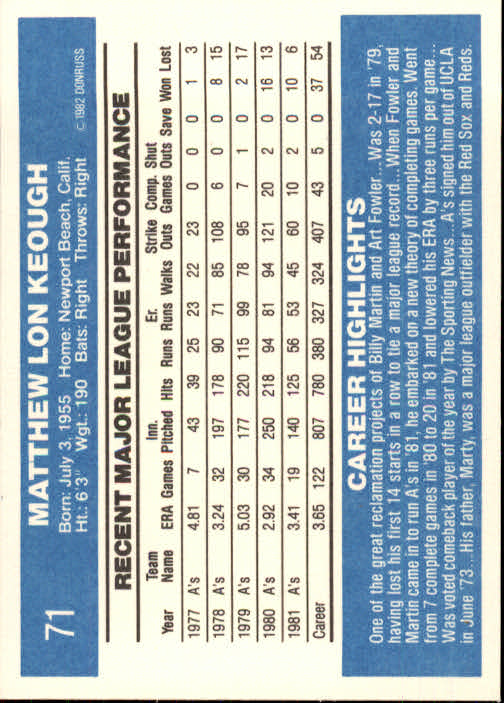 71
MATTHEW LON KEOUGH
Born: July 3, 1955 Home: Newport Beach, Calif.
Ht.: 6'3" Wgt.: 190 Bats: Right Throws: Right
©1982 DONRUSS
RECENT MAJOR LEAGUE PERFORMANCE
Team Inn. Er. Strike Comp. Shut
Year Name ERA Games Pitched Hits Runs Runs Walks Outs Games Outs Save Won Lost
1977 A's 4.81 7 43 39 25 23 22 23 0 0 0 1 3
1978 A's 3.24 32 197 178 90 71 85 108 6 0 0 8 15
1979 A's 5.03 30 177 220 115 99 78 95 7 1 0 2 17
1980 A's 2.92 34 250 218 94 81 94 121 20 2 0 16 13
1981 A's 3.41 19 140 125 56 53 45 60 10 2 0 10 6
Career 3.65 122 807 780 380 327 324 407 43 5 0 37 54
CAREER HIGHLIGHTS
One of the great reclamation projects of Billy Martin and Art Fowler...Was 2-17 in '79,
having lost his first 14 starts in a row to tie a major league record....When Fowler and
Martin came in to run A's in '81, he embarked on a new theory of completing games. Went
from 7 complete games in '80 to 20 in '81 and lowered his ERA by three runs per game...
Was voted comeback player of the year by The Sporting News...A's signed him out of UCLA
in June '73...His father, Marty, was a major league outfielder with the Red Sox and Reds.